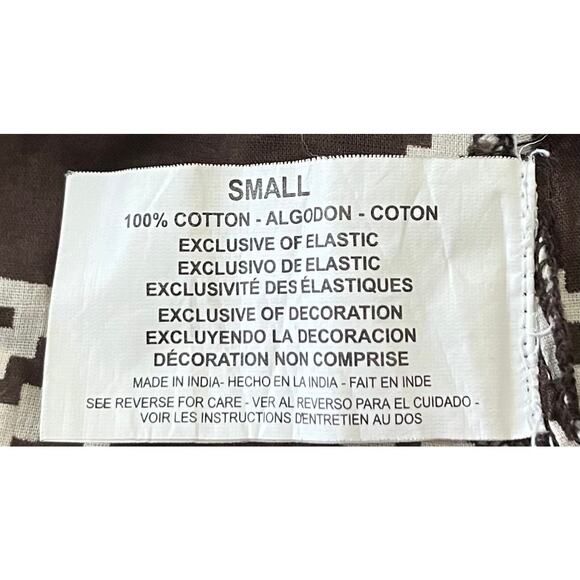 SMALL
100% COTTON - ALGODON - COTON
EXCLUSIVE OF ELASTIC
EXCLUSIVO DE ELASTIC
EXCLUSIVITÉ DES ÉLASTIQUES
EXCLUSIVE OF DECORATION
EXCLUYENDO LA DECORACION
DÉCORATION NON COMPRISE
MADE IN INDIA- HECHO EN LA INDIA - FAIT EN INDE
SEE REVERSE FOR CARE - VER AL REVERSO PARA EL CUIDADO -
VOIR LES INSTRUCTIONS D'ENTRETIEN AU DOS